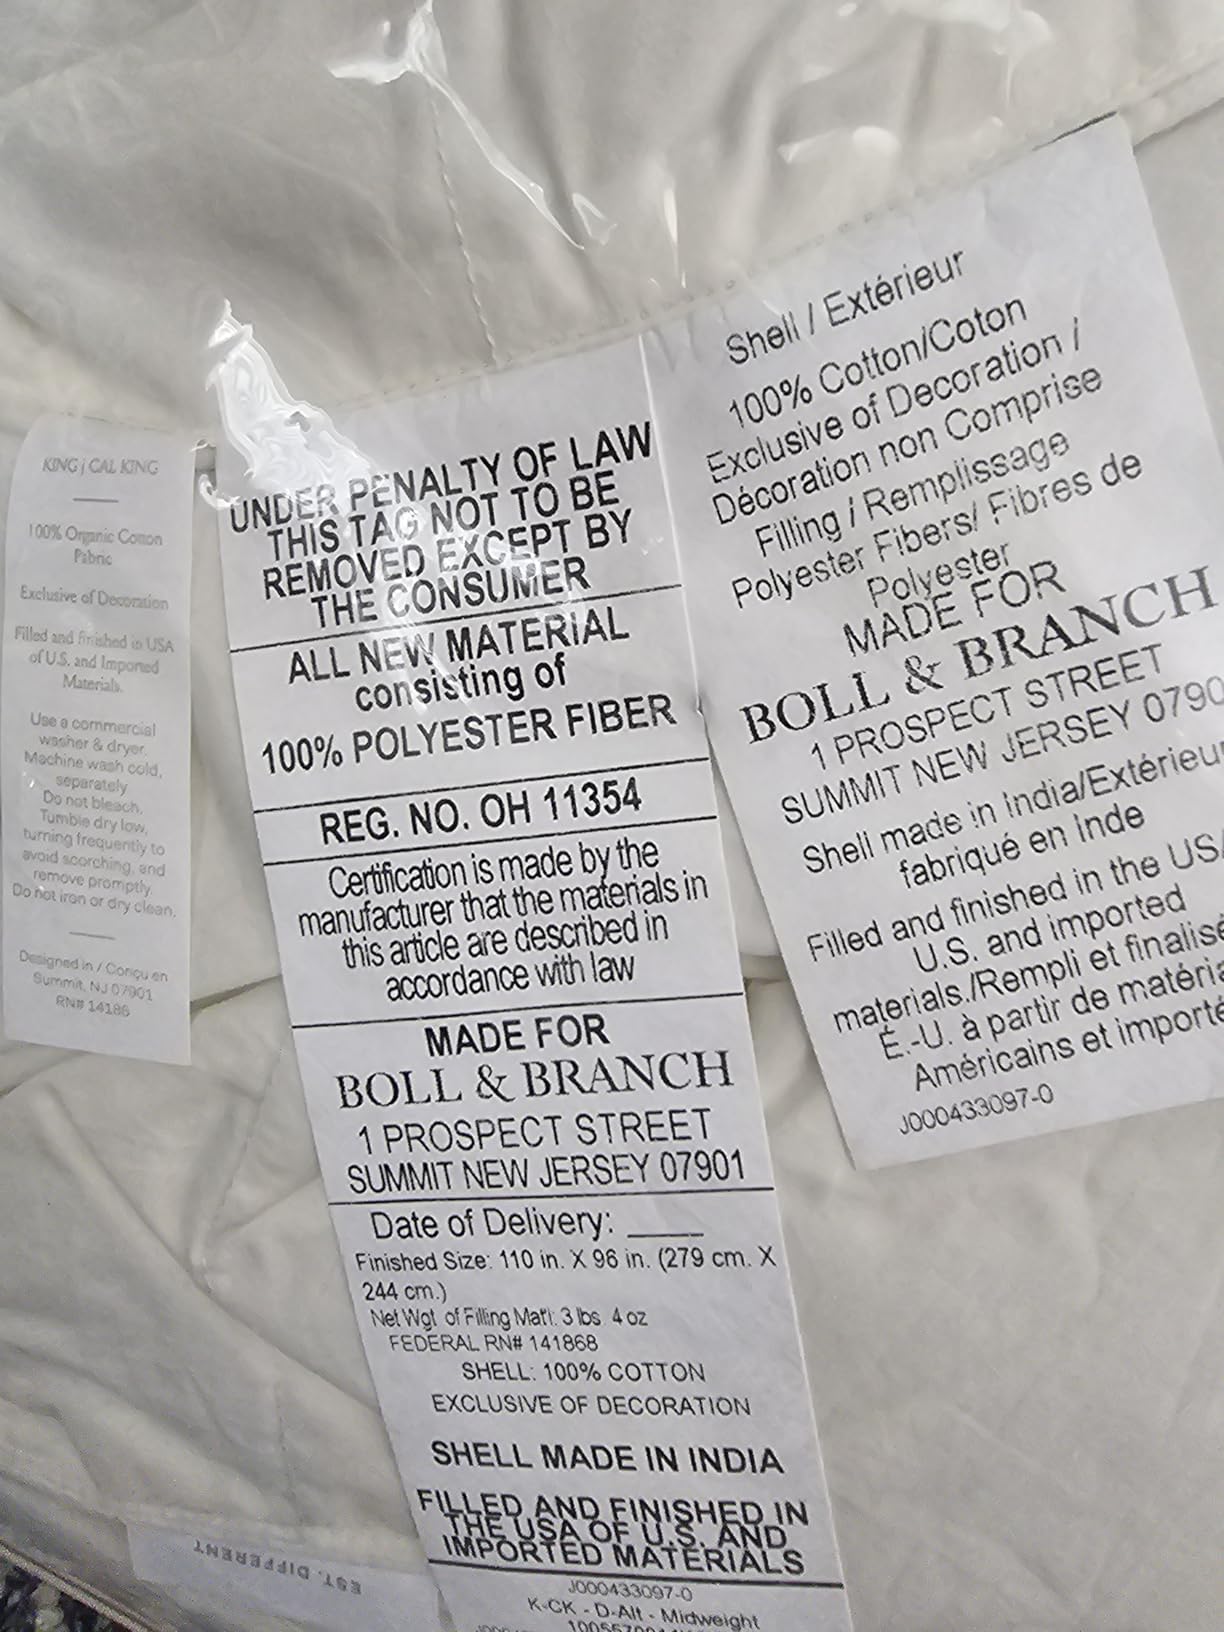 KING / CAL KING
100% Organic Cotton
Fabric
Exclusive of Decoration
Filled and Finished in USA
of U.S. and Imported
Materials.
Use a commercial
washer & dryer.
Machine wash cold,
separately
Do not bleach.
Tumble dry low,
turning frequently to
avoid scorching, and
remove promptly.
Do not iron or dry clean.
Designed in / Conçu en
Summit, NJ 07901
RN# 14186
UNDER PENALTY OF LAW
THIS TAG NOT TO BE
REMOVED EXCEPT BY
THE CONSUMER
ALL NEW MATERIAL
consisting of
100% POLYESTER FIBER
REG. NO. OH 11354
Certification is made by the
manufacturer that the materials in
this article are described in
accordance with law
MADE FOR
BOLL & BRANCH
1 PROSPECT STREET
SUMMIT NEW JERSEY 07901
Date of Delivery: ____
Finished Size: 110 in. X 96 in. (279 cm. X
244 cm.)
Net Wgt of Filling Mat'l: 3 lbs 4 oz
FEDERAL RN# 141868
SHELL: 100% COTTON
EXCLUSIVE OF DECORATION
SHELL MADE IN INDIA
FILLED AND FINISHED IN
THE USA OF U.S. AND
IMPORTED MATERIALS
J000433097-0
K-CK - D-Alt - Midweight
Shell / Extérieur
100% Cotton/Coton
Exclusive of Decoration /
Décoration non Comprise
Filling / Remplissage
Polyester Fibers/ Fibres de
Polyester
MADE FOR
BOLL & BRANCH
1 PROSPECT STREET
SUMMIT NEW JERSEY 0790
Shell made in India/Extérieur
fabriqué en Inde
Filled and finished in the USA
U.S. and imported
materials./Rempli et finalisé
É.-U. à partir de matéria
Américains et importé
J000433097-0
EST. DIFFERENT